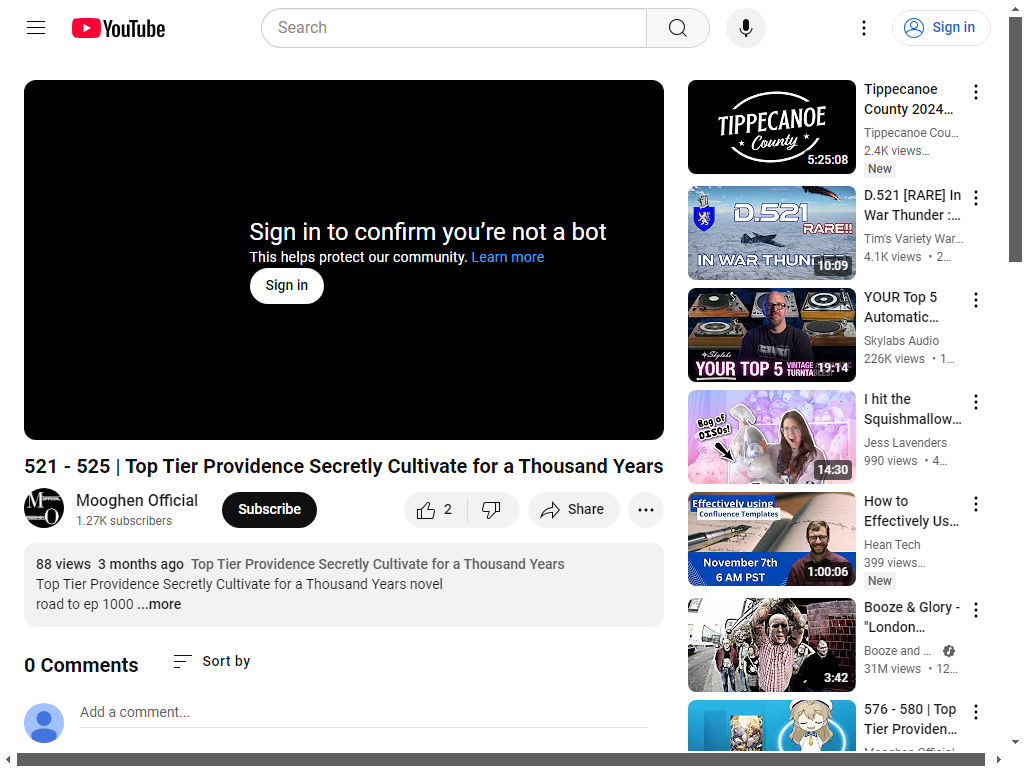 YouTube
Search
Sign in
Sign in to confirm you’re not a bot
This helps protect our community. Learn more
Sign in
521 - 525 | Top Tier Providence Secretly Cultivate for a Thousand Years
Mooghen Official
1.27K subscribers
Subscribe
2
Share
88 views 3 months ago Top Tier Providence Secretly Cultivate for a Thousand Years
Top Tier Providence Secretly Cultivate for a Thousand Years novel
road to ep 1000 ...more
0 Comments
Sort by
Add a comment...
TIPPECANOE
County
5:25:08
Tippecanoe
County 2024...
Tippecanoe Cou...
2.4K views...
New
D.521
RARE!!
IN WAR THUNDER
10:09
D.521 [RARE] In
War Thunder :...
Tim's Variety War...
4.1K views • 2...
Skylabs
YOUR TOP 5
VINTAGE
19:14
YOUR Top 5
Automatic...
Skylabs Audio
226K views • 1...
Bag of
DISOs!
14:30
I hit the
Squishmallow...
Jess Lavenders
990 views • 4...
Effectively using
Confluence Templates
November 7th
6 AM PST
1:00:06
How to
Effectively Us...
Hean Tech
399 views...
New
3:42
Booze & Glory -
"London...
Booze and ...
31M views • 12...
576 - 580 | Top
Tier Providen...